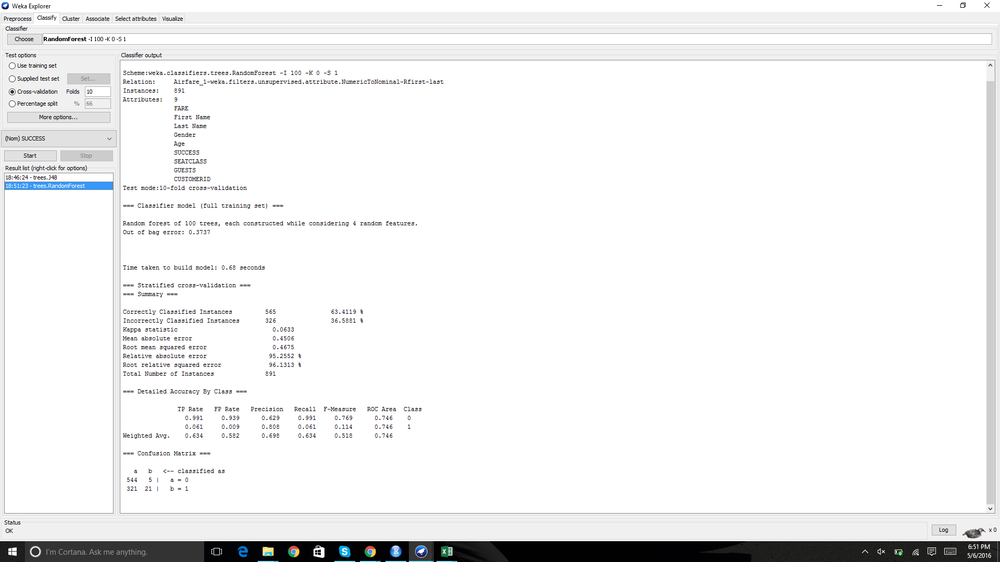 Weka Explorer
Preprocess Classify Cluster Associate Select attributes Visualize
Classifier
Choose RandomForest -I 100 -K 0 -S 1
Test options
Use training set
Supplied test set Set...
Cross-validation Folds 10
Percentage split % 66
More options...
(Nom) SUCCESS
Start Stop
Result list (right-click for options)
18:46:24 - trees.J48
18:51:23 - trees.RandomForest
Classifier output
Scheme:weka.classifiers.trees.RandomForest -I 100 -K 0 -S 1
Relation: Airfare_1-weka.filters.unsupervised.attribute.NumericToNominal-Rfirst-last
Instances: 891
Attributes: 9
FARE
First Name
Last Name
Gender
Age
SUCCESS
SEATCLASS
GUESTS
CUSTOMERID
Test mode:10-fold cross-validation
=== Classifier model (full training set) ===
Random forest of 100 trees, each constructed while considering 4 random features.
Out of bag error: 0.3737
Time taken to build model: 0.68 seconds
=== Stratified cross-validation ===
=== Summary ===
Correctly Classified Instances 565 63.4119 %
Incorrectly Classified Instances 326 36.5881 %
Kappa statistic 0.0633
Mean absolute error 0.4506
Root mean squared error 0.4675
Relative absolute error 95.2552 %
Root relative squared error 96.1313 %
Total Number of Instances 891
=== Detailed Accuracy By Class ===
TP Rate FP Rate Precision Recall F-Measure ROC Area Class
0.991 0.939 0.629 0.991 0.769 0.746 0
0.061 0.009 0.808 0.061 0.114 0.746 1
Weighted Avg. 0.634 0.582 0.698 0.634 0.518 0.746
=== Confusion Matrix ===
a b <-- classified as
544 5 | a = 0
321 21 | b = 1
Status
OK
Log x 0
I'm Cortana. Ask me anything.
6:51 PM
5/6/2016